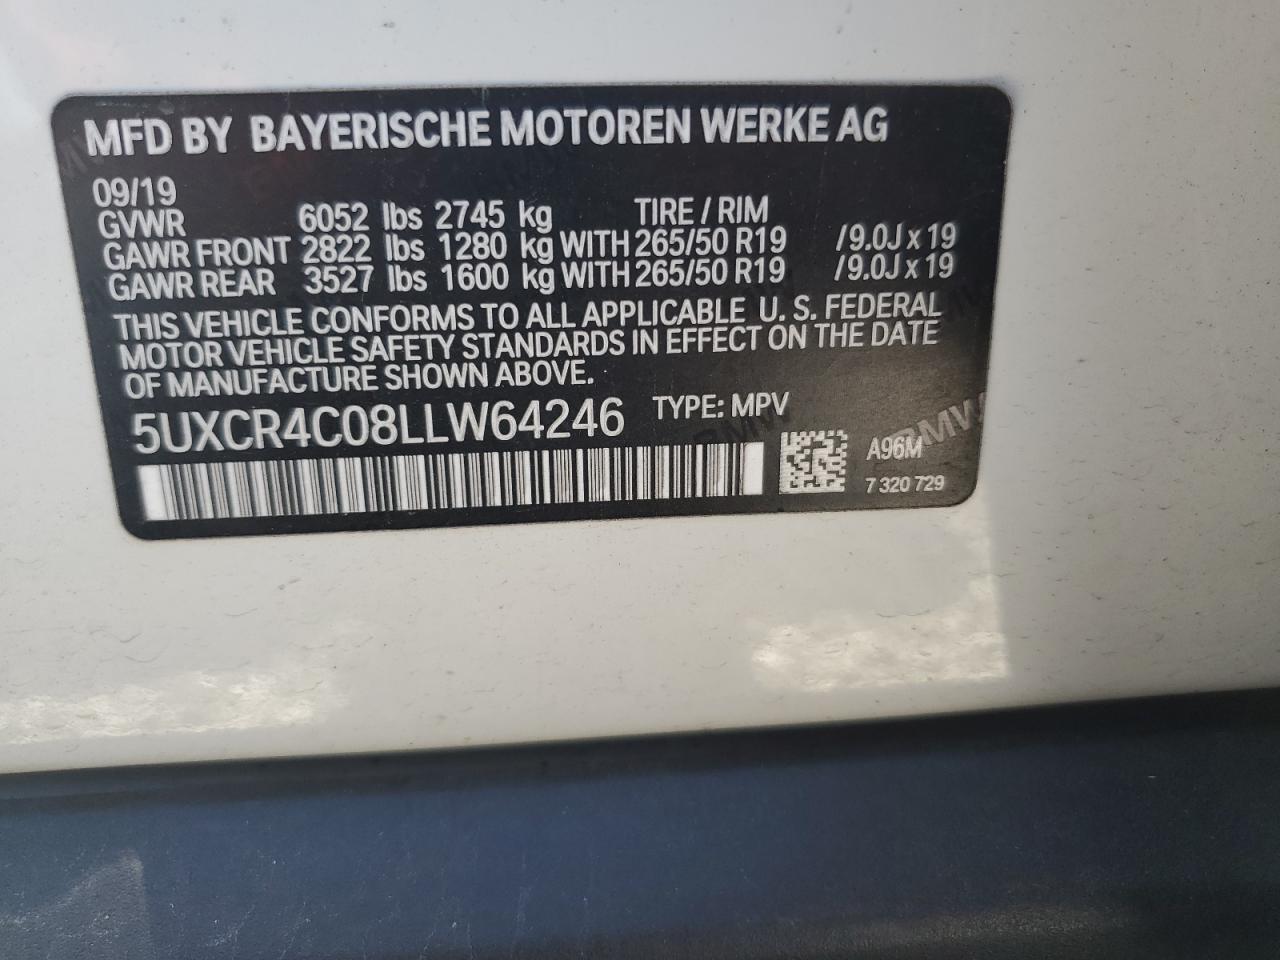 MFD BY BAYERISCHE MOTOREN WERKE AG
09/19
GVWR 6052 lbs 2745 kg TIRE / RIM
GAWR FRONT 2822 lbs 1280 kg WITH 265/50 R19 /9.0J x 19
GAWR REAR 3527 lbs 1600 kg WITH 265/50 R19 /9.0J x 19
THIS VEHICLE CONFORMS TO ALL APPLICABLE U. S. FEDERAL
MOTOR VEHICLE SAFETY STANDARDS IN EFFECT ON THE DATE
OF MANUFACTURE SHOWN ABOVE.
5UXCR4C08LLW64246 TYPE: MPV
A96M
BMW
7 320 729